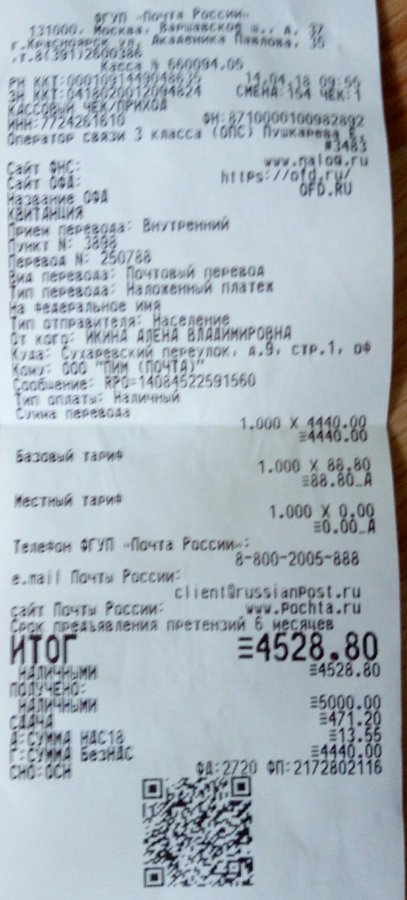 ФГУП «Почта России»
131000, Москва, Варшавское ш., д. 37
г.Красноярск ул. Академика Павлова, 35
,т.8(391)2600386
Касса № 660094.05
РН ККТ:0001091449048635 14.04.18 09:56
ЗН ККТ:0418020012094824 СМЕНА:154 ЧЕК:1
КАССОВЫЙ ЧЕК/ПРИХОД
ИНН:7724261610 ФН:8710000100982892
Оператор связи 3 класса (ОПС) Пушкарева Е.
#3483
Сайт ФНС: www.nalog.ru
Сайт ОФД: https://ofd.ru/
Название ОФД OFD.RU
КВИТАНЦИЯ
Прием перевода: Внутренний
Пункт N: 3898
Перевод N: 250788
Вид перевода: Почтовый перевод
Тип перевода: Наложенный платеж
На федеральное имя
Тип отправителя: Население
От кого: ИКИНА АЛЕНА ВЛАДИМИРОВНА
Куда: Сухаревский переулок, д.9, стр.1, оф
Кому: ООО "ПИМ (ПОЧТА)"
Сообщение: RPO=14084522591560
Тип оплаты: Наличный
Сумма перевода
1.000 X 4440.00
≡4440.00
Базовый тариф
1.000 X 88.80
≡88.80_А
Местный тариф
1.000 X 0.00
≡0.00_А
Телефон ФГУП «Почта России»:
8-800-2005-888
e.mail Почты России:
client@russianpost.ru
сайт Почты России: www.pochta.ru
Срок предъявления претензий 6 месяцев
ИТОГ ≡4528.80
НАЛИЧНЫМИ ≡4528.80
ПОЛУЧЕНО:
НАЛИЧНЫМИ ≡5000.00
СДАЧА ≡471.20
А:СУММА НДС18 ≡13.55
Г:СУММА БезНДС ≡4440.00
СНО:ОСН ФД:2720 ФП:2172802116